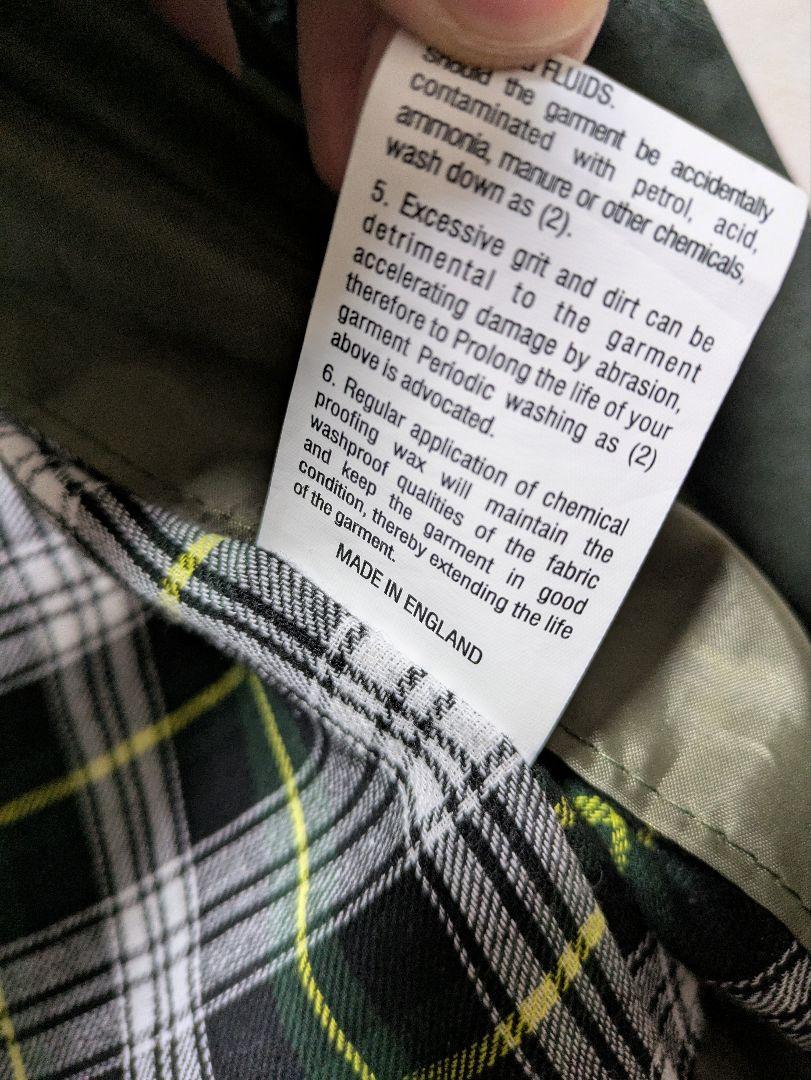 FLUIDS.
Should the garment be accidentally
contaminated with petrol, acid,
ammonia, manure or other chemicals,
wash down as (2).
5. Excessive grit and dirt can be
detrimental to the garment
accelerating damage by abrasion,
therefore to Prolong the life of your
garment Periodic washing as (2)
above is advocated.
6. Regular application of chemical
proofing wax will maintain the
washproof qualities of the fabric
and keep the garment in good
condition, thereby extending the life
of the garment.
MADE IN ENGLAND